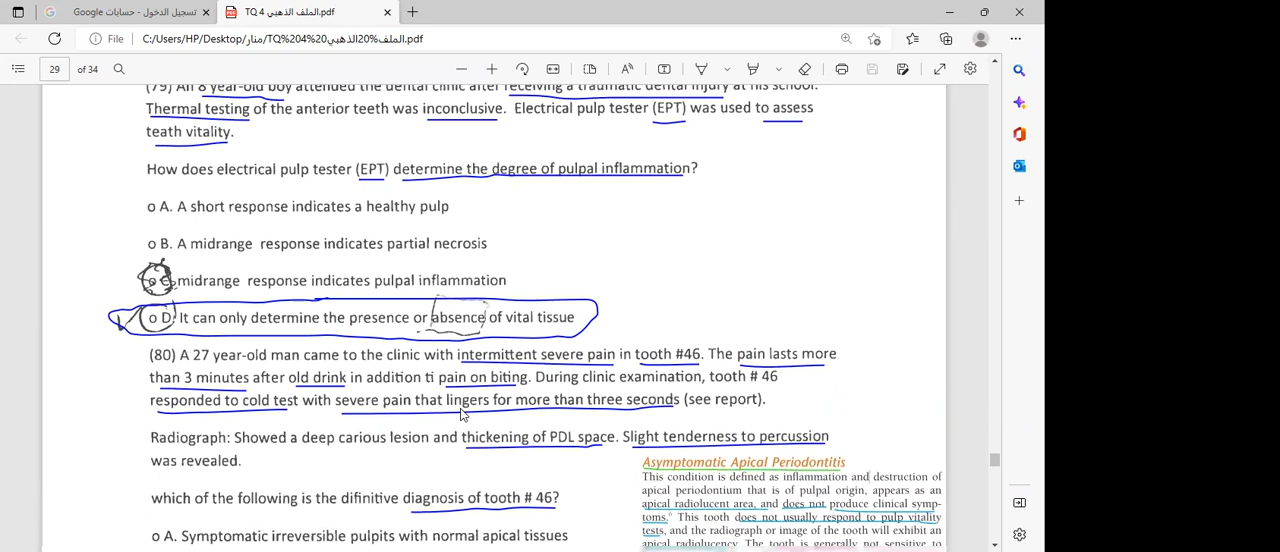 تسجيل الدخول - حسابات Google
TQ 4 الملف الذهبي.pdf
File
C:/Users/HP/Desktop/منار/TQ%204%20الملف%20الذهبي.pdf
29 of 34
(79) An 8 year-old boy attended the dental clinic after receiving a traumatic dental injury at his school.
Thermal testing of the anterior teeth was inconclusive. Electrical pulp tester (EPT) was used to assess
teath vitality.
How does electrical pulp tester (EPT) determine the degree of pulpal inflammation?
o A. A short response indicates a healthy pulp
o B. A midrange response indicates partial necrosis
midrange response indicates pulpal inflammation
o D. It can only determine the presence or absence of vital tissue
(80) A 27 year-old man came to the clinic with intermittent severe pain in tooth #46. The pain lasts more
than 3 minutes after old drink in addition ti pain on biting. During clinic examination, tooth # 46
responded to cold test with severe pain that lingers for more than three seconds (see report).
Radiograph: Showed a deep carious lesion and thickening of PDL space. Slight tenderness to percussion
was revealed.
which of the following is the difinitive diagnosis of tooth # 46?
o A. Symptomatic irreversible pulpits with normal apical tissues
Asymptomatic Apical Periodontitis
This condition is defined as inflammation and destruction of
apical periodontium that is of pulpal origin, appears as an
apical radiolucent area, and does not produce clinical symp-
toms. This tooth does not usually respond to pulp vitality
tests, and the radiograph or image of the tooth will exhibit an
apical radiolucency. The tooth is generally not sensitive to